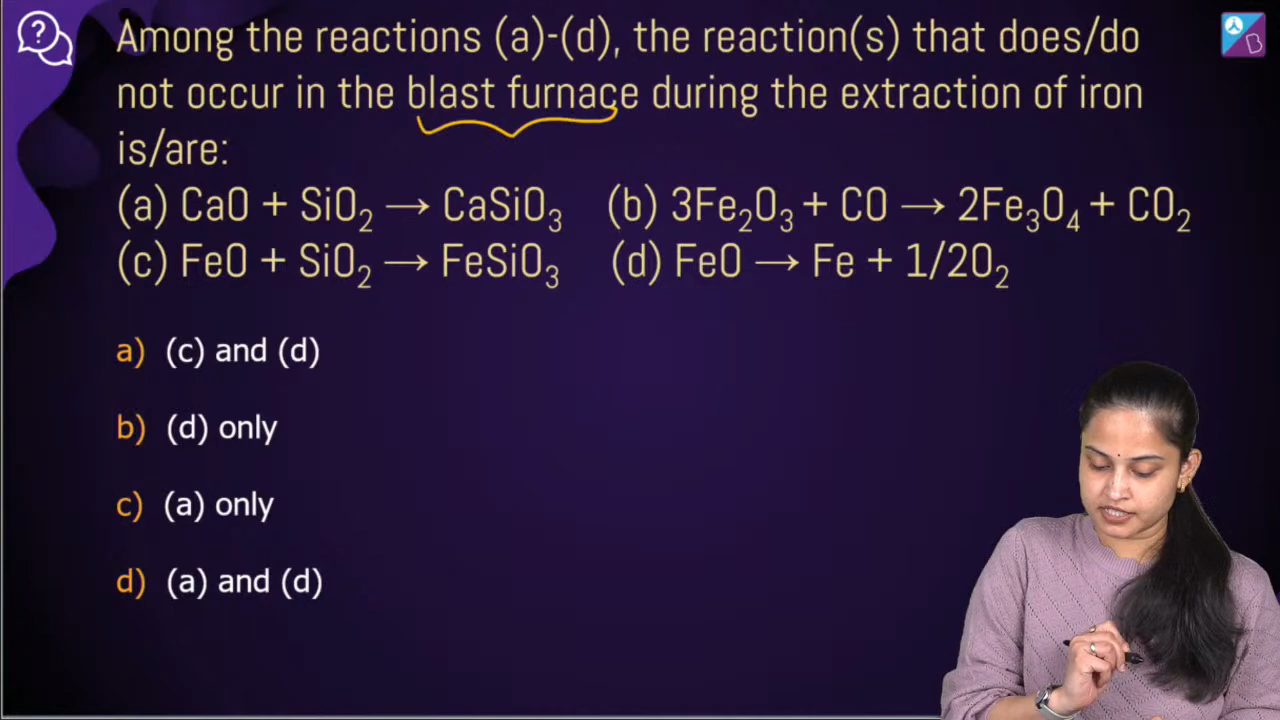 Among the reactions (a)-(d), the reaction(s) that does/do
not occur in the blast furnace during the extraction of iron
is/are:
(a) CaO + SiO₂ → CaSiO₃ (b) 3Fe₂O₃ + CO → 2Fe₃O₄ + CO₂
(c) FeO + SiO₂ → FeSiO₃ (d) FeO → Fe + 1/2O₂
a) (c) and (d)
b) (d) only
c) (a) only
d) (a) and (d)